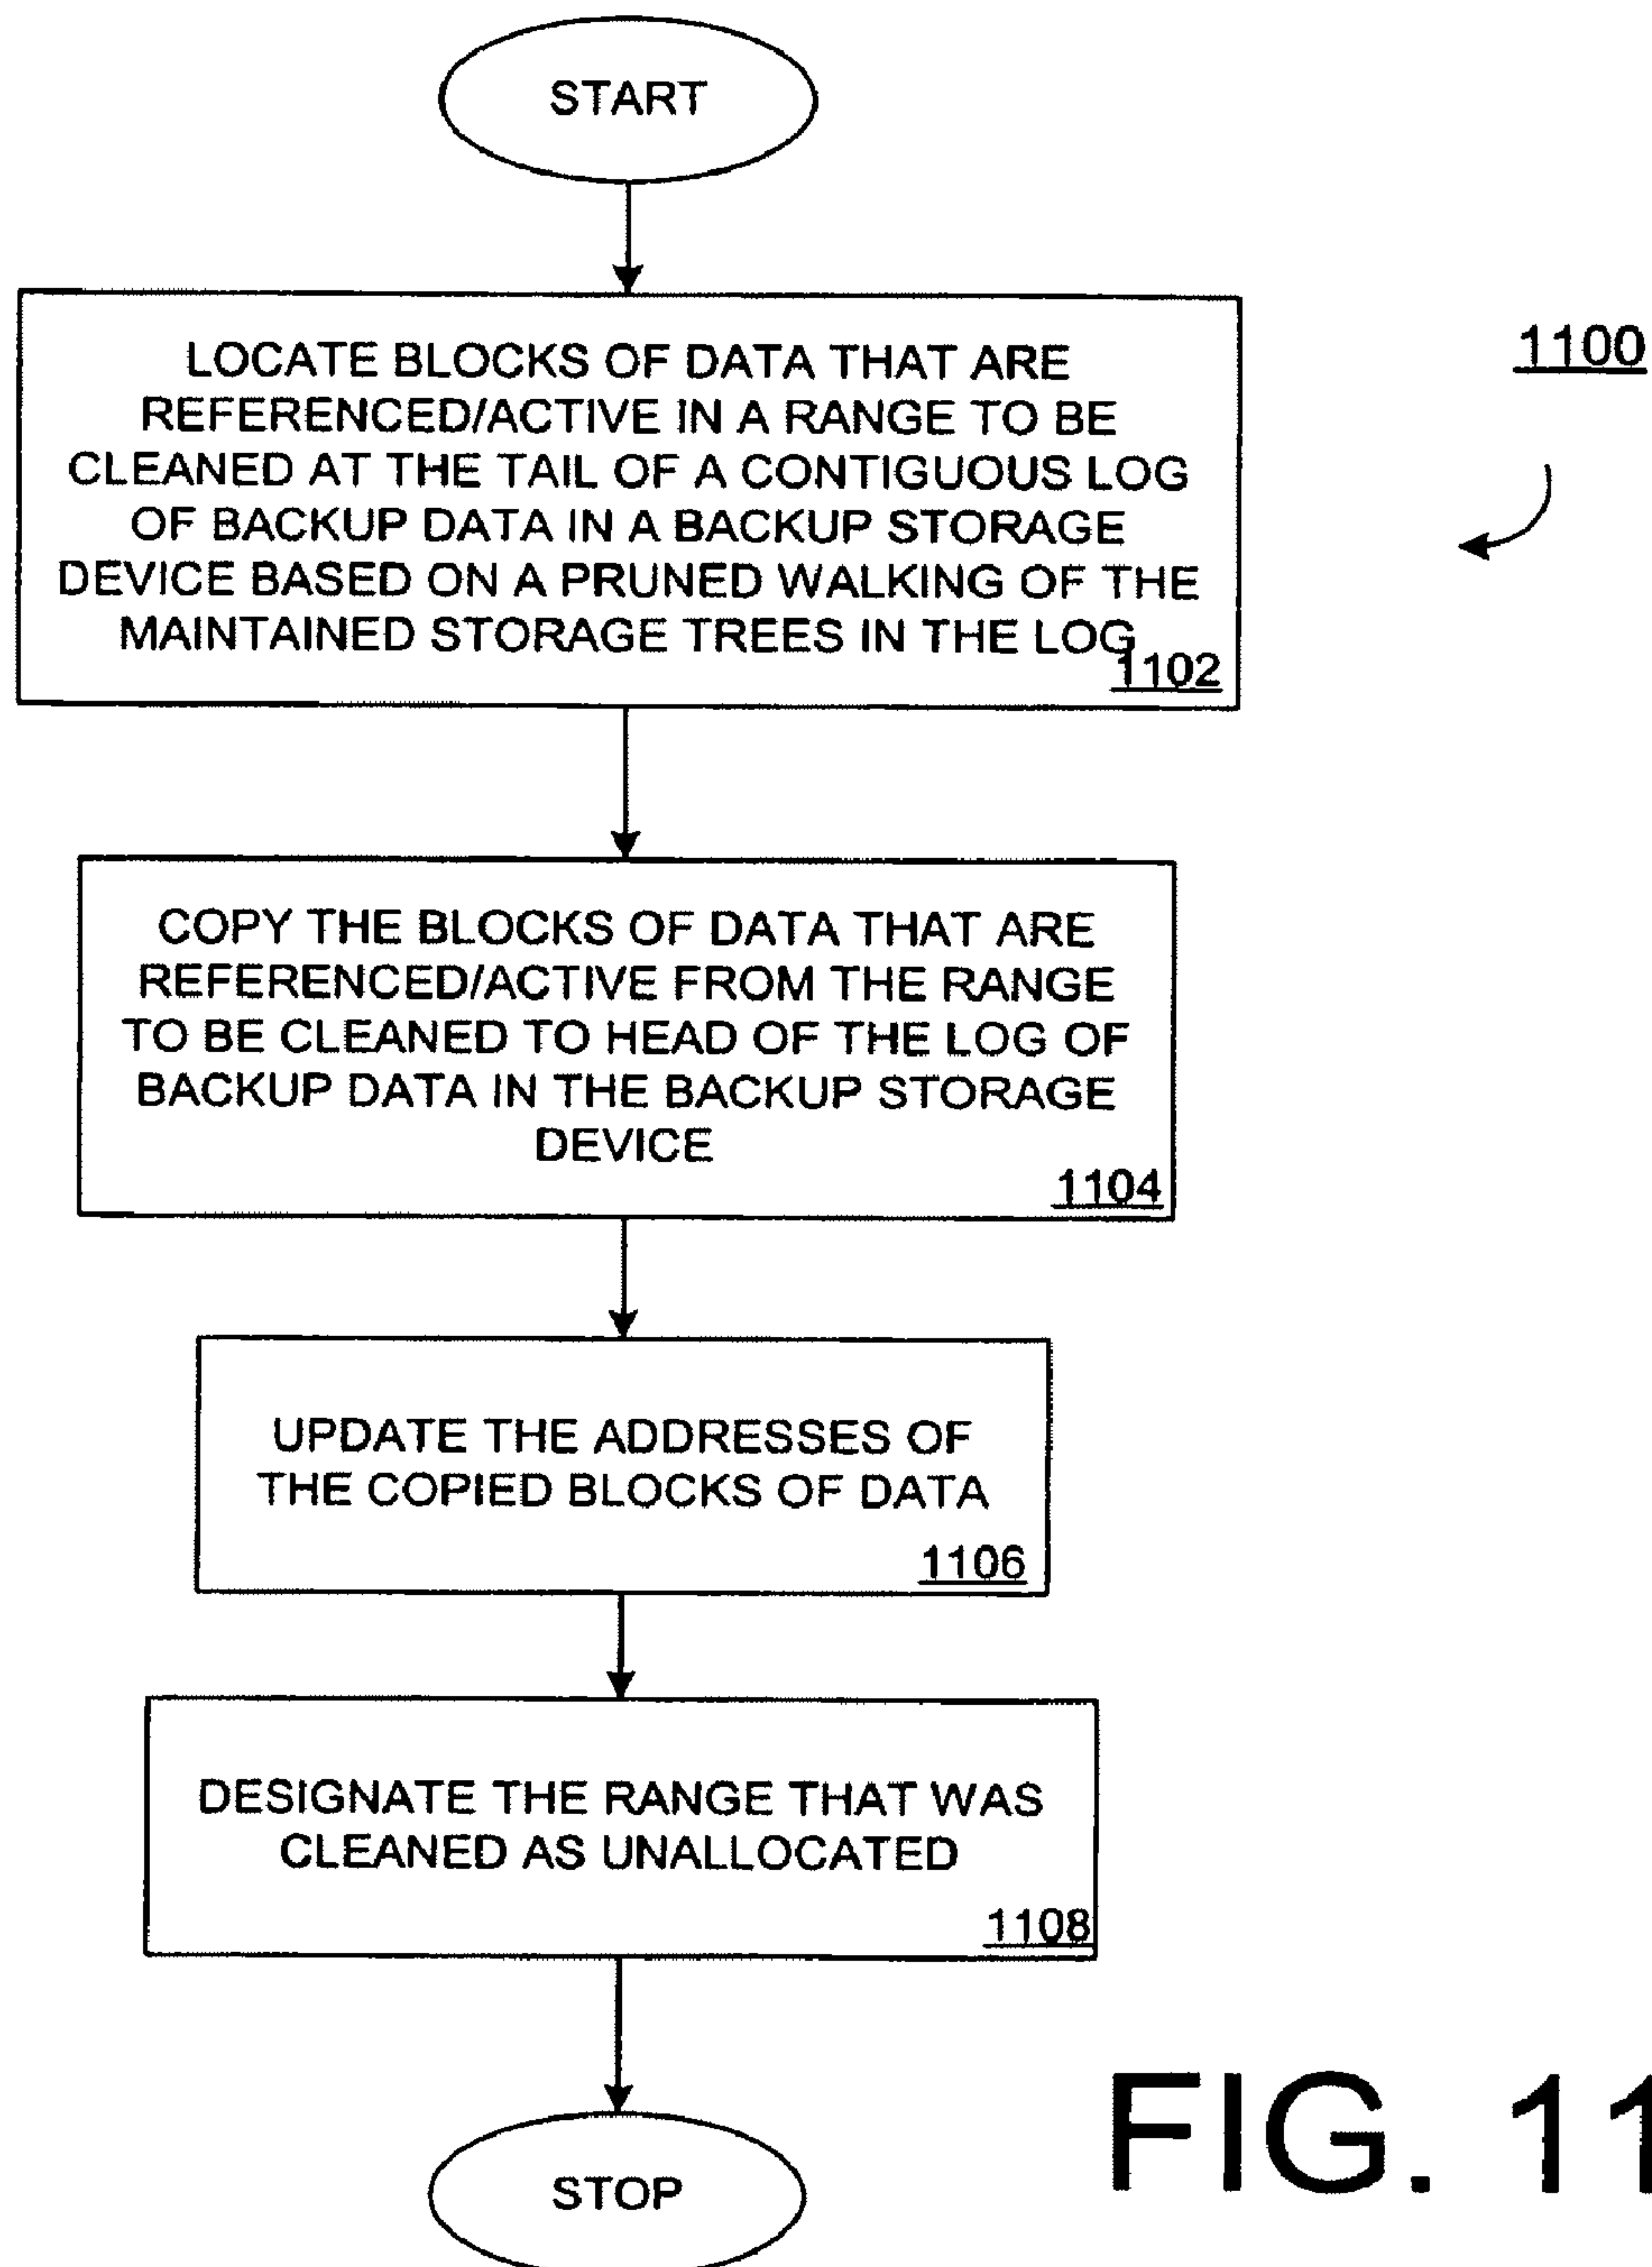 START
LOCATE BLOCKS OF DATA THAT ARE
REFERENCED/ACTIVE IN A RANGE TO BE
CLEANED AT THE TAIL OF A CONTIGUOUS LOG
OF BACKUP DATA IN A BACKUP STORAGE
DEVICE BASED ON A PRUNED WALKING OF THE
MAINTAINED STORAGE TREES IN THE LOG
1102
1100
COPY THE BLOCKS OF DATA THAT ARE
REFERENCED/ACTIVE FROM THE RANGE
TO BE CLEANED TO HEAD OF THE LOG OF
BACKUP DATA IN THE BACKUP STORAGE
DEVICE
1104
UPDATE THE ADDRESSES OF
THE COPIED BLOCKS OF DATA
1106
DESIGNATE THE RANGE THAT WAS
CLEANED AS UNALLOCATED
1108
STOP
FIG. 11